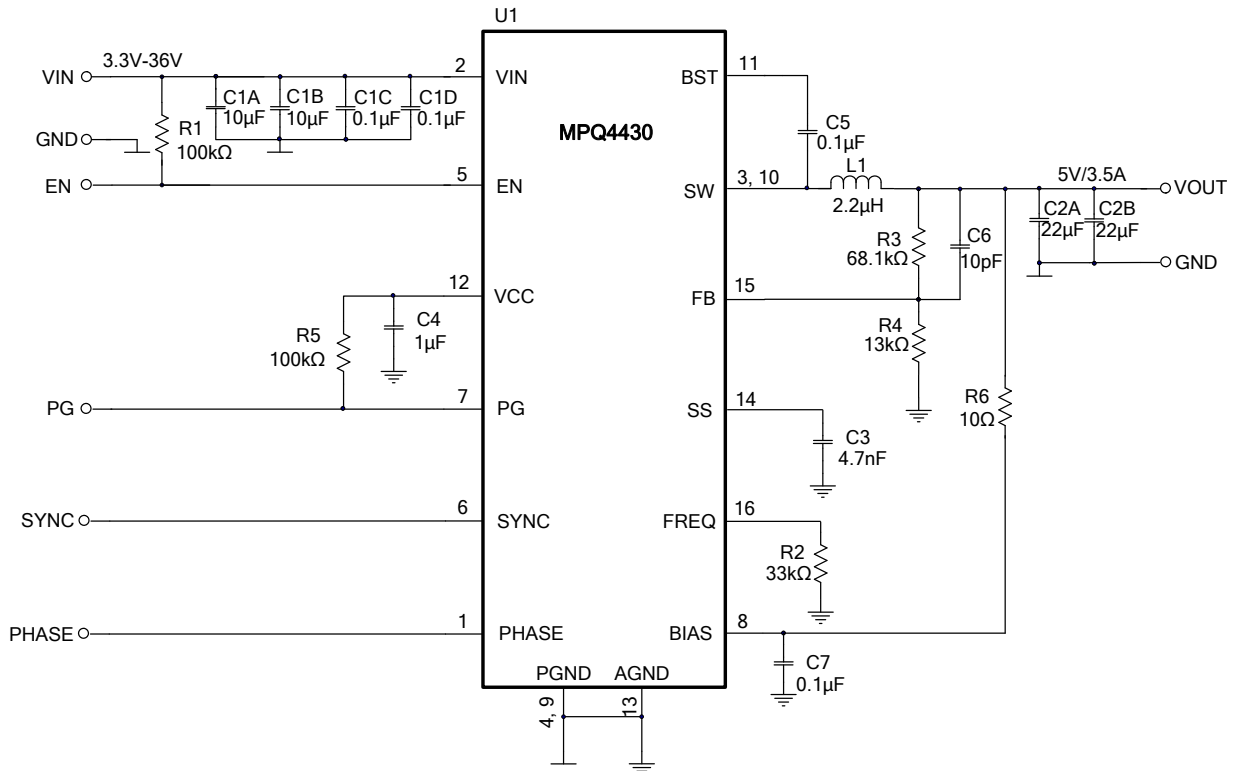 U1
VIN
3.3V-36V
2
VIN
C1A
10µF
C1B
10µF
C1C
0.1µF
C1D
0.1µF
GND
R1
100kΩ
EN
5
EN
MPQ4430
BST
11
C5
0.1µF
SW
3, 10
L1
2.2µH
5V/3.5A
VOUT
C2A
22µF
C2B
22µF
GND
R3
68.1kΩ
C6
10pF
FB
15
R4
13kΩ
12
VCC
C4
1µF
R5
100kΩ
PG
7
PG
SS
14
C3
4.7nF
R6
10Ω
SYNC
6
SYNC
FREQ
16
R2
33kΩ
PHASE
1
PHASE
BIAS
8
C7
0.1µF
PGND
AGND
4, 9
13